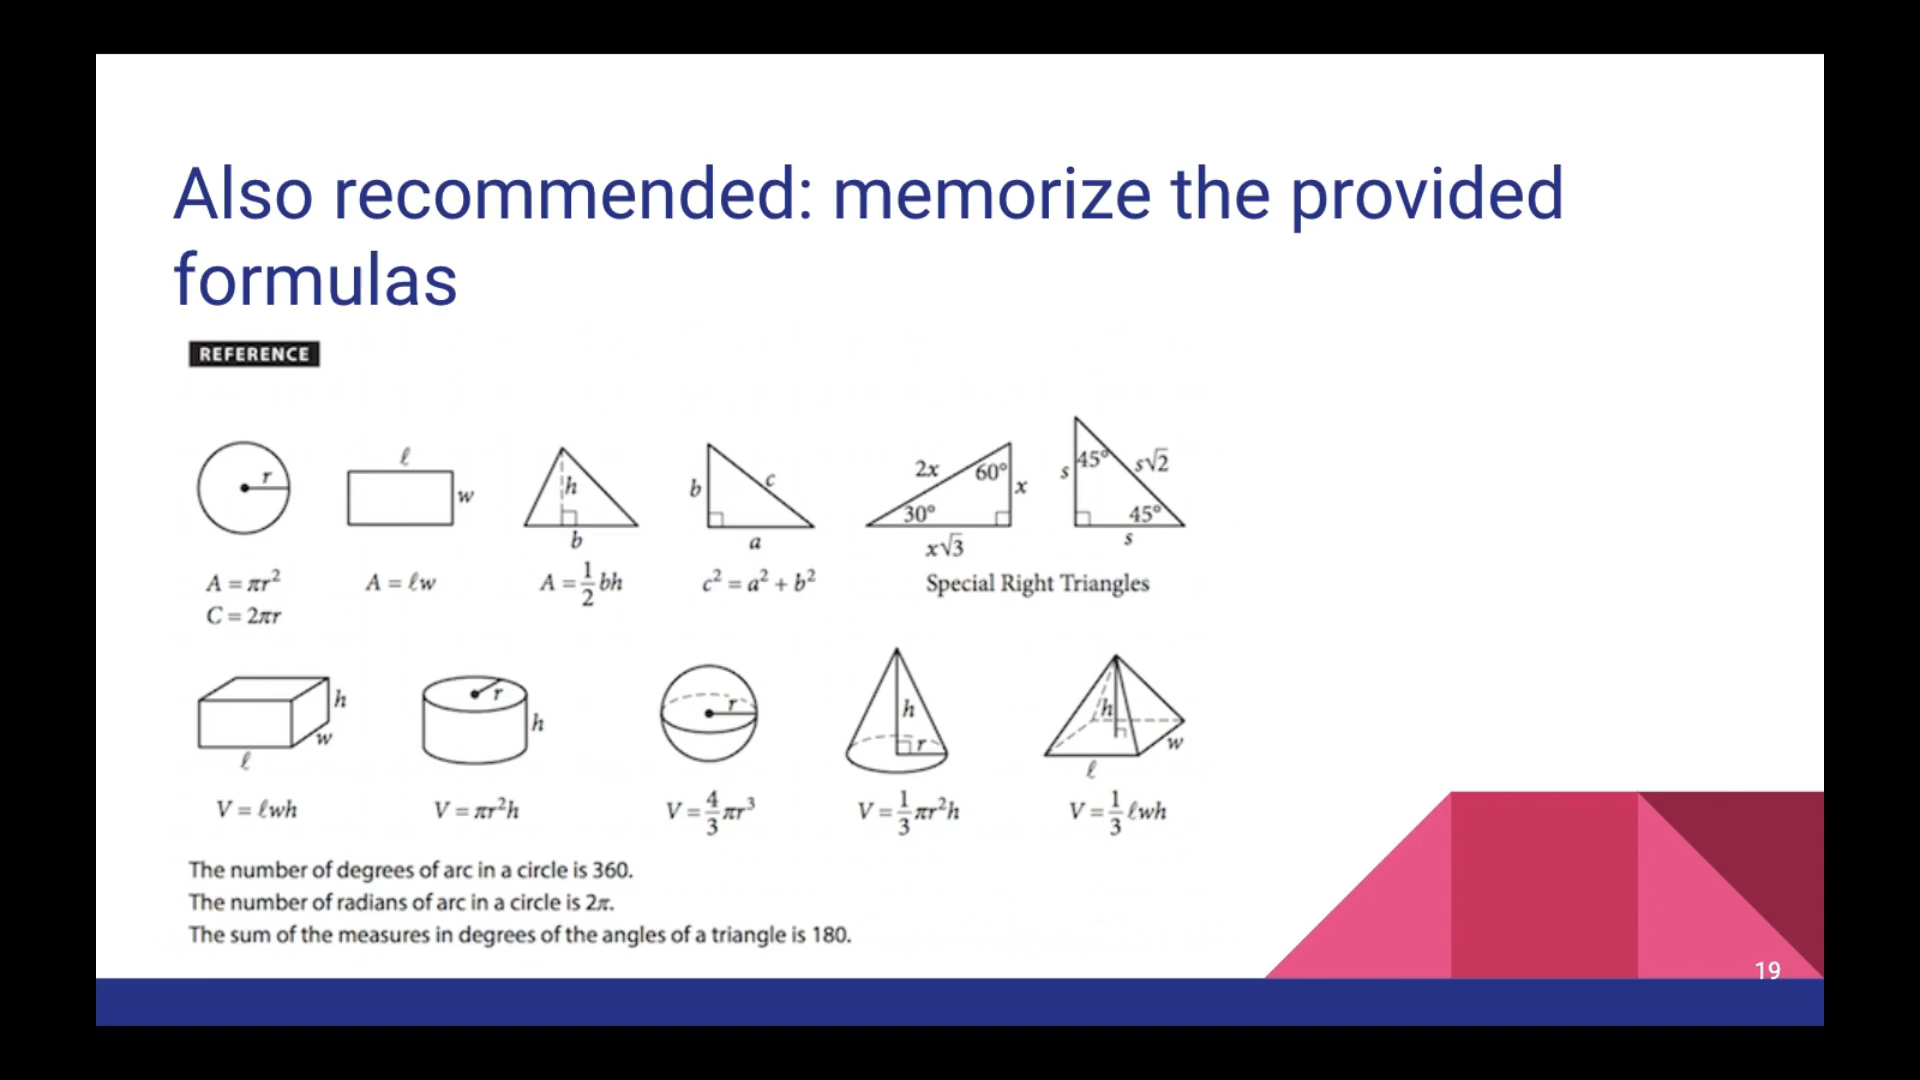 Also recommended: memorize the provided
formulas
REFERENCE
r
ℓ
w
h
b
b
c
a
2x
60°
x
30°
x√3
s
45°
s√2
45°
s
A = πr²
C = 2πr
A = ℓw
A = 1/2 bh
c² = a² + b²
Special Right Triangles
h
w
ℓ
r
h
r
h
r
h
w
ℓ
V = ℓwh
V = πr²h
V = 4/3 πr³
V = 1/3 πr²h
V = 1/3 ℓwh
The number of degrees of arc in a circle is 360.
The number of radians of arc in a circle is 2π.
The sum of the measures in degrees of the angles of a triangle is 180.
19